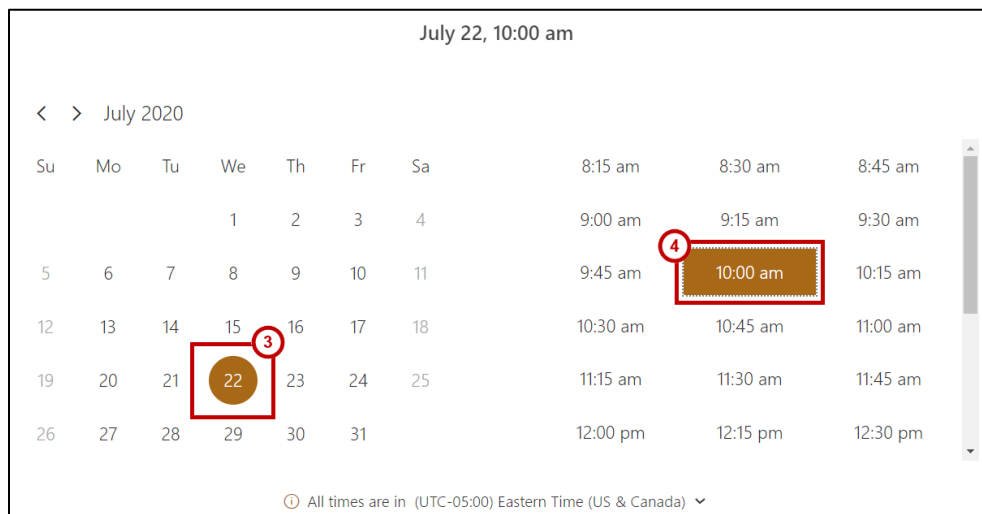 July 22, 10:00 am
July 2020
Su Mo Tu We Th Fr Sa
1 2 3 4
5 6 7 8 9 10 11
12 13 14 15 16 17 18
3
19 20 21 22 23 24 25
26 27 28 29 30 31
8:15 am 8:30 am 8:45 am
9:00 am 9:15 am 9:30 am
4
9:45 am 10:00 am 10:15 am
10:30 am 10:45 am 11:00 am
11:15 am 11:30 am 11:45 am
12:00 pm 12:15 pm 12:30 pm
All times are in (UTC-05:00) Eastern Time (US & Canada)